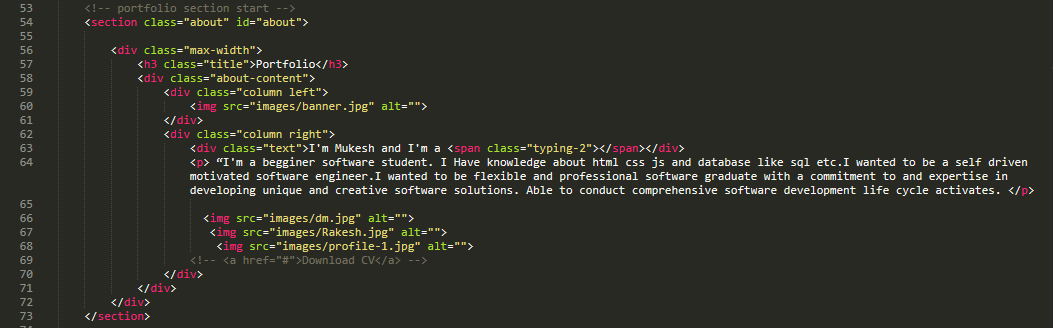 53 <!-- portfolio section start -->
54 <section class="about" id="about">
55
56 <div class="max-width">
57 <h3 class="title">Portfolio</h3>
58 <div class="about-content">
59 <div class="column left">
60 <img src="images/banner.jpg" alt="">
61 </div>
62 <div class="column right">
63 <div class="text">I'm Mukesh and I'm a <span class="typing-2"></span></div>
64 <p> “I'm a begginer software student. I Have knowledge about html css js and database like sql etc.I wanted to be a self driven
motivated software engineer.I wanted to be flexible and professional software graduate with a commitment to and expertise in
developing unique and creative software solutions. Able to conduct comprehensive software development life cycle activates. </p>
65
66 <img src="images/dm.jpg" alt="">
67 <img src="images/Rakesh.jpg" alt="">
68 <img src="images/profile-1.jpg" alt="">
69 <!-- <a href="#">Download CV</a> -->
70 </div>
71 </div>
72 </div>
73 </section>